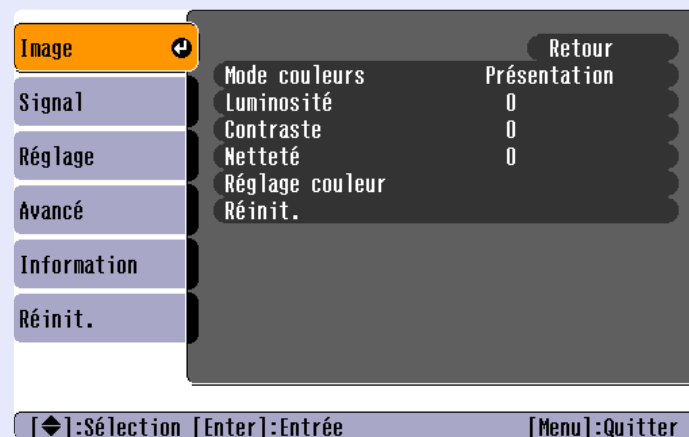 Image
Signal
Réglage
Avancé
Information
Réinit.
Retour
Mode couleurs Présentation
Luminosité 0
Contraste 0
Netteté 0
Réglage couleur
Réinit.
[◆]:Sélection [Enter]:Entrée [Menu]:Quitter